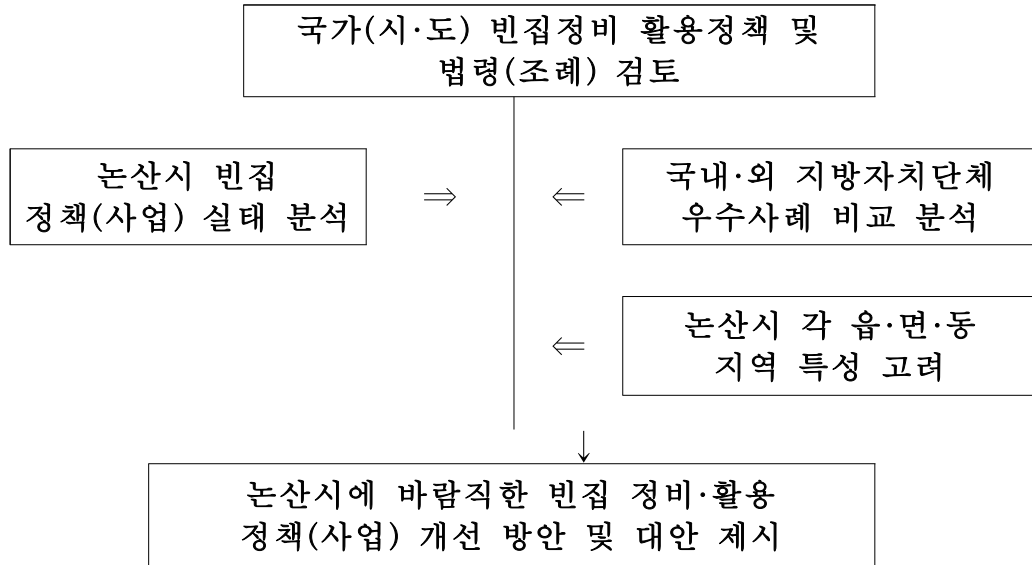 국가(시·도) 빈집정비 활용정책 및
법령(조례) 검토
논산시 빈집
정책(사업) 실태 분석
⇒
⇐
국내·외 지방자치단체
우수사례 비교 분석
⇐
논산시 각 읍·면·동
지역 특성 고려
↓
논산시에 바람직한 빈집 정비·활용
정책(사업) 개선 방안 및 대안 제시